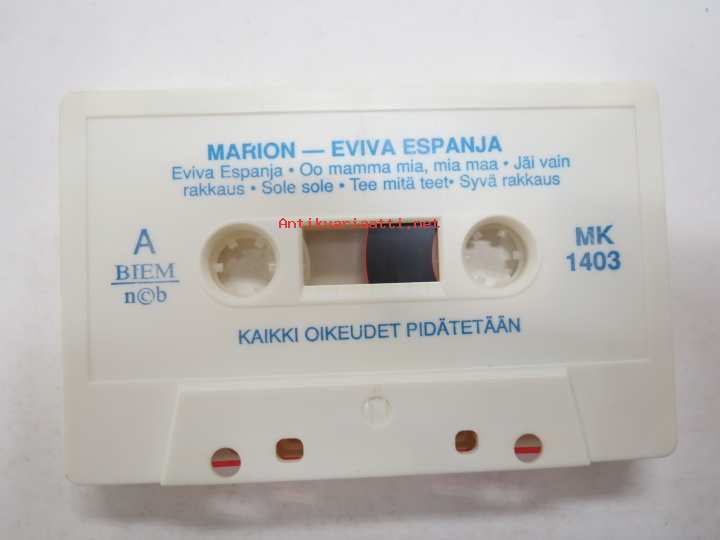 MARION — EVIVA ESPANJA
Eviva Espanja • Oo mamma mia, mia maa • Jäi vain
rakkaus • Sole sole • Tee mitä teet • Syvä rakkaus
Antikvariaatti.net
A
BIEM
n©b
MK
1403
KAIKKI OIKEUDET PIDÄTETÄÄN